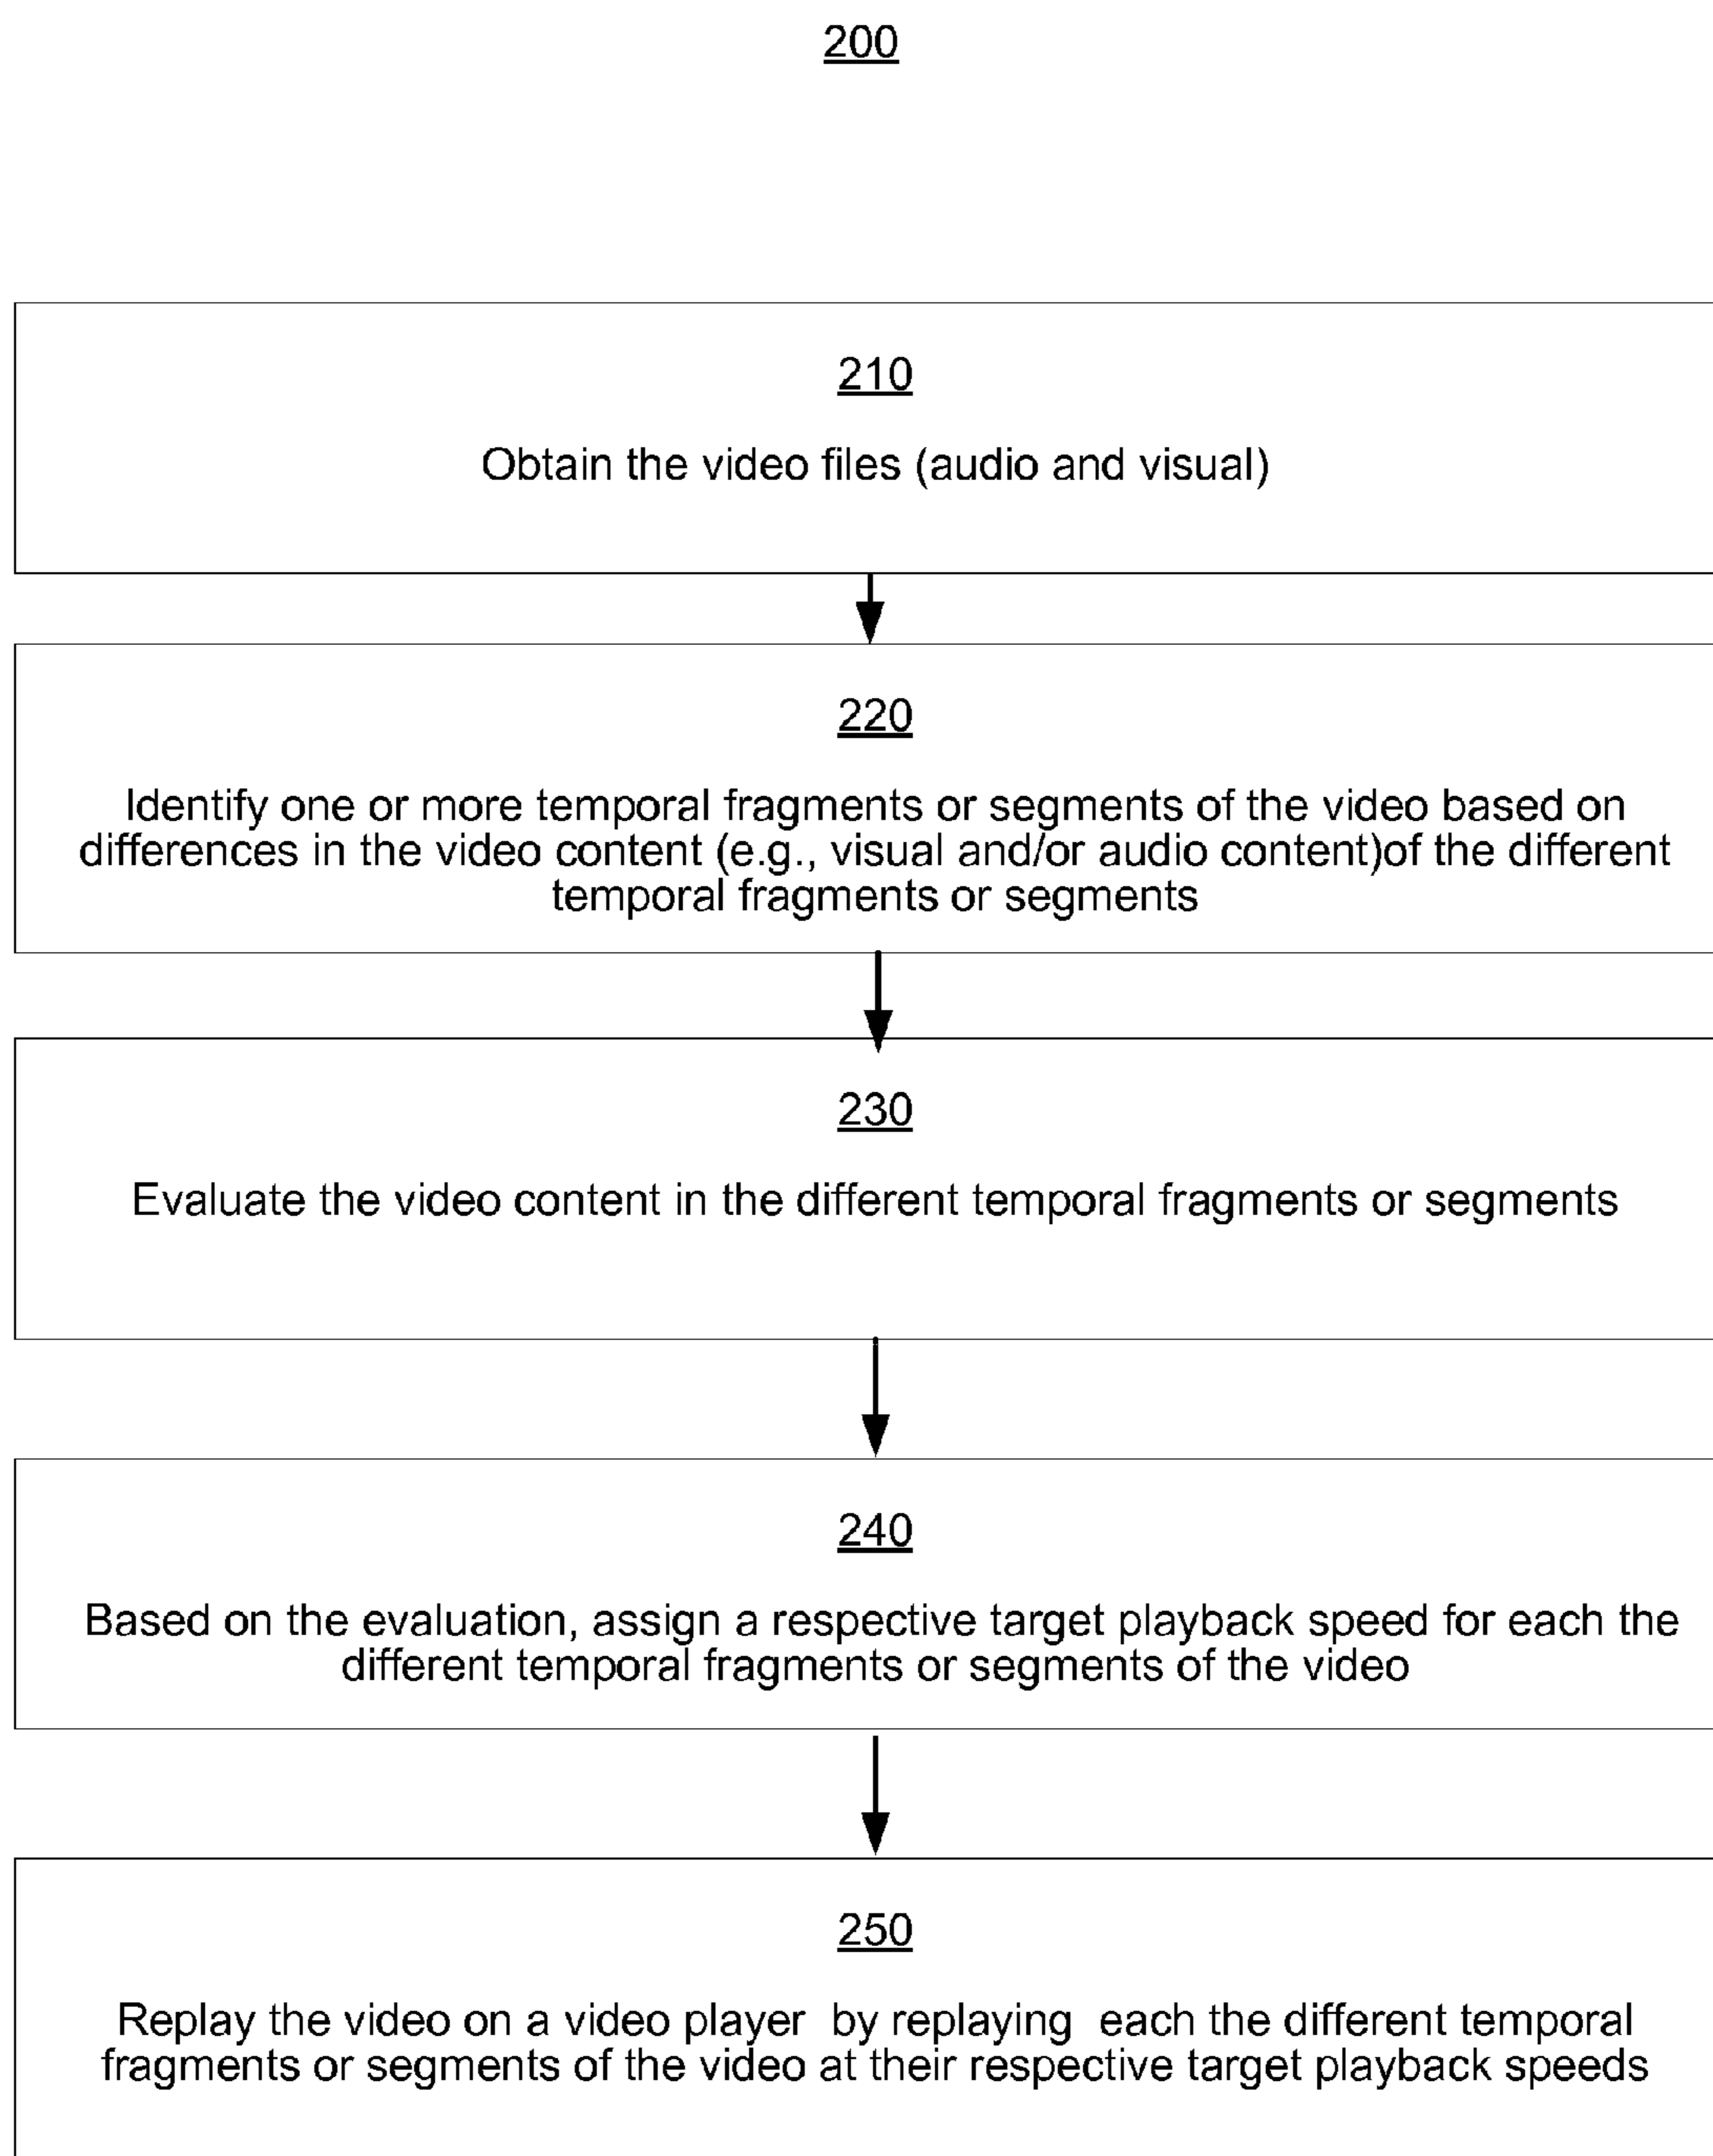 200
210
Obtain the video files (audio and visual)
220
Identify one or more temporal fragments or segments of the video based on
differences in the video content (e.g., visual and/or audio content)of the different
temporal fragments or segments
230
Evaluate the video content in the different temporal fragments or segments
240
Based on the evaluation, assign a respective target playback speed for each the
different temporal fragments or segments of the video
250
Replay the video on a video player by replaying each the different temporal
fragments or segments of the video at their respective target playback speeds